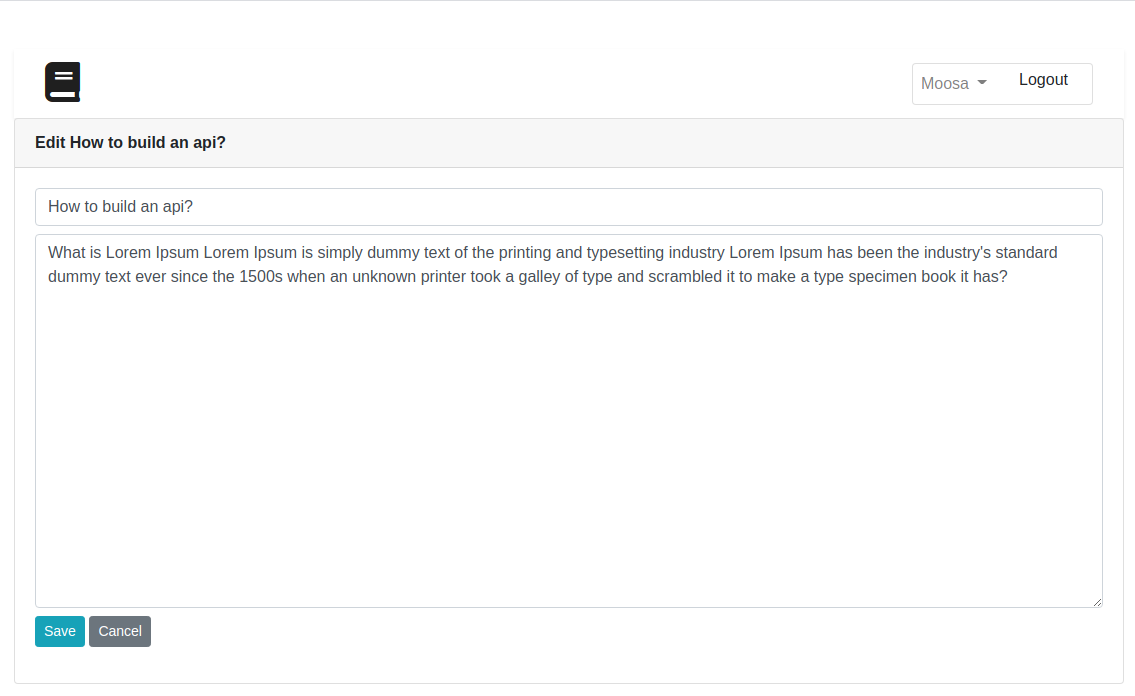 Moosa
Logout
Edit How to build an api?
How to build an api?
What is Lorem Ipsum Lorem Ipsum is simply dummy text of the printing and typesetting industry Lorem Ipsum has been the industry's standard
dummy text ever since the 1500s when an unknown printer took a galley of type and scrambled it to make a type specimen book it has?
Save Cancel